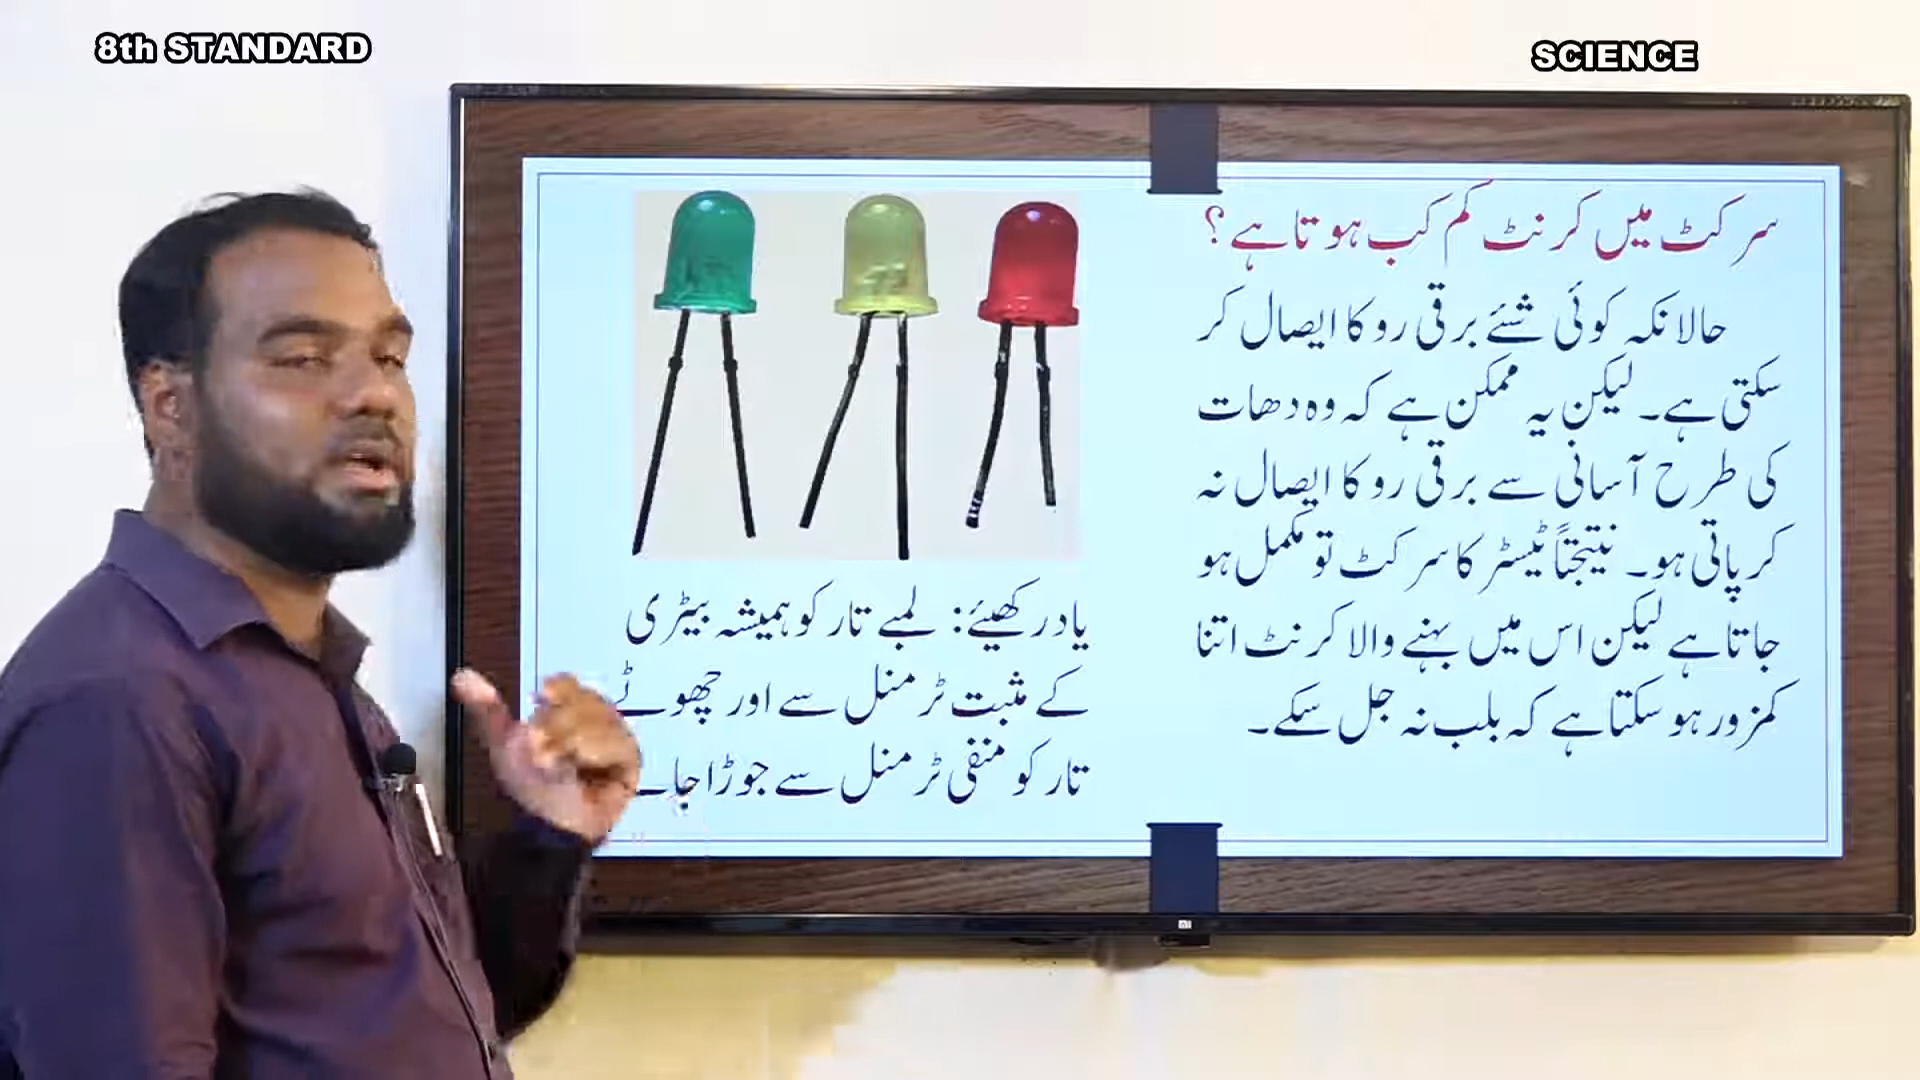 8th STANDARD
SCIENCE
سرکٹ میں کرنٹ کم کب ہوتا ہے؟
حالانکہ کوئی شئے برقی رو کا ایصال کر
سکتی ہے۔ لیکن یہ ممکن ہے کہ وہ دھات
کی طرح آسانی سے برقی رو کا ایصال نہ
کر پاتی ہو۔ نتیجتاً ٹیسٹر کا سرکٹ تو مکمل ہو
جاتا ہے لیکن اس میں بہنے والا کرنٹ اتنا
کمزور ہو سکتا ہے کہ بلب نہ جل سکے۔
یاد رکھیئے: لمبے تار کو ہمیشہ بیٹری
کے مثبت ٹرمنل سے اور چھوٹے
تار کو منفی ٹرمنل سے جوڑا
mi